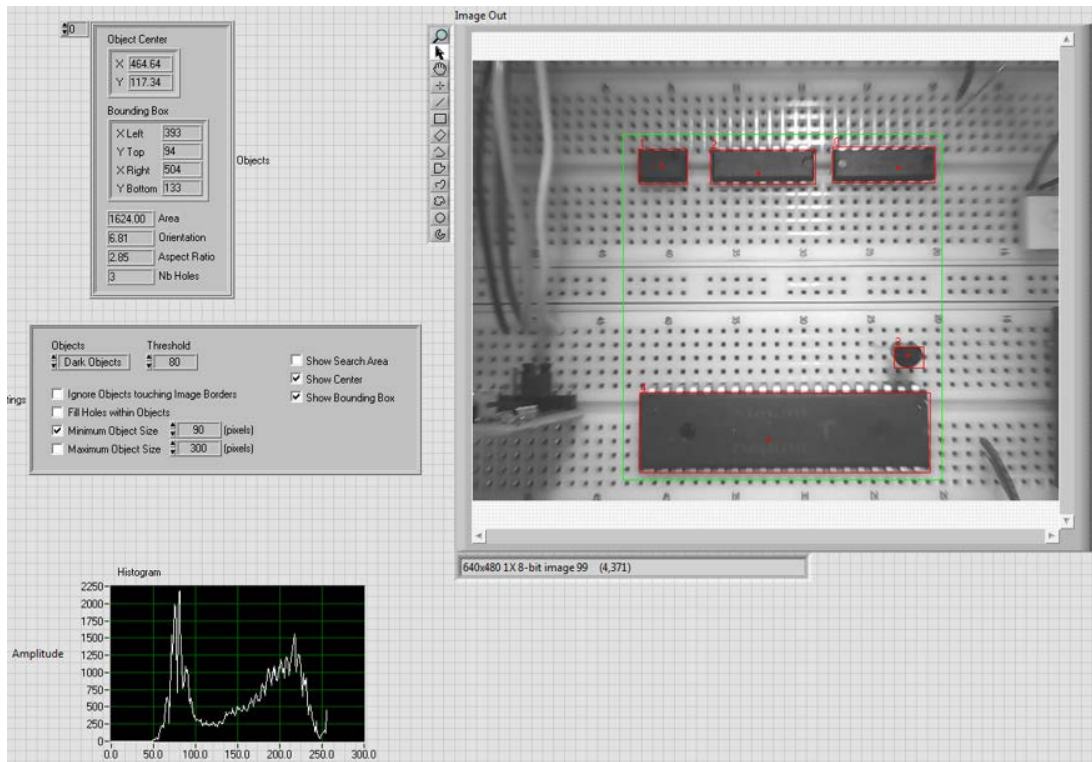 Image Out
0
Object Center
X 464.64
Y 117.34
Bounding Box
X Left 393
Y Top 94
X Right 504
Y Bottom 133
Objects
1624.00 Area
6.81 Orientation
2.85 Aspect Ratio
3 Nb Holes
Objects Threshold
Dark Objects 80
Show Search Area
Show Center
Show Bounding Box
tings
Ignore Objects touching Image Borders
Fill Holes within Objects
Minimum Object Size 90 (pixels)
Maximum Object Size 300 (pixels)
640x480 1X 8-bit image 99 (4,371)
Histogram
Amplitude
2250
2000
1750
1500
1250
1000
750
500
250
0
0.0 50.0 100.0 150.0 200.0 250.0 300.0